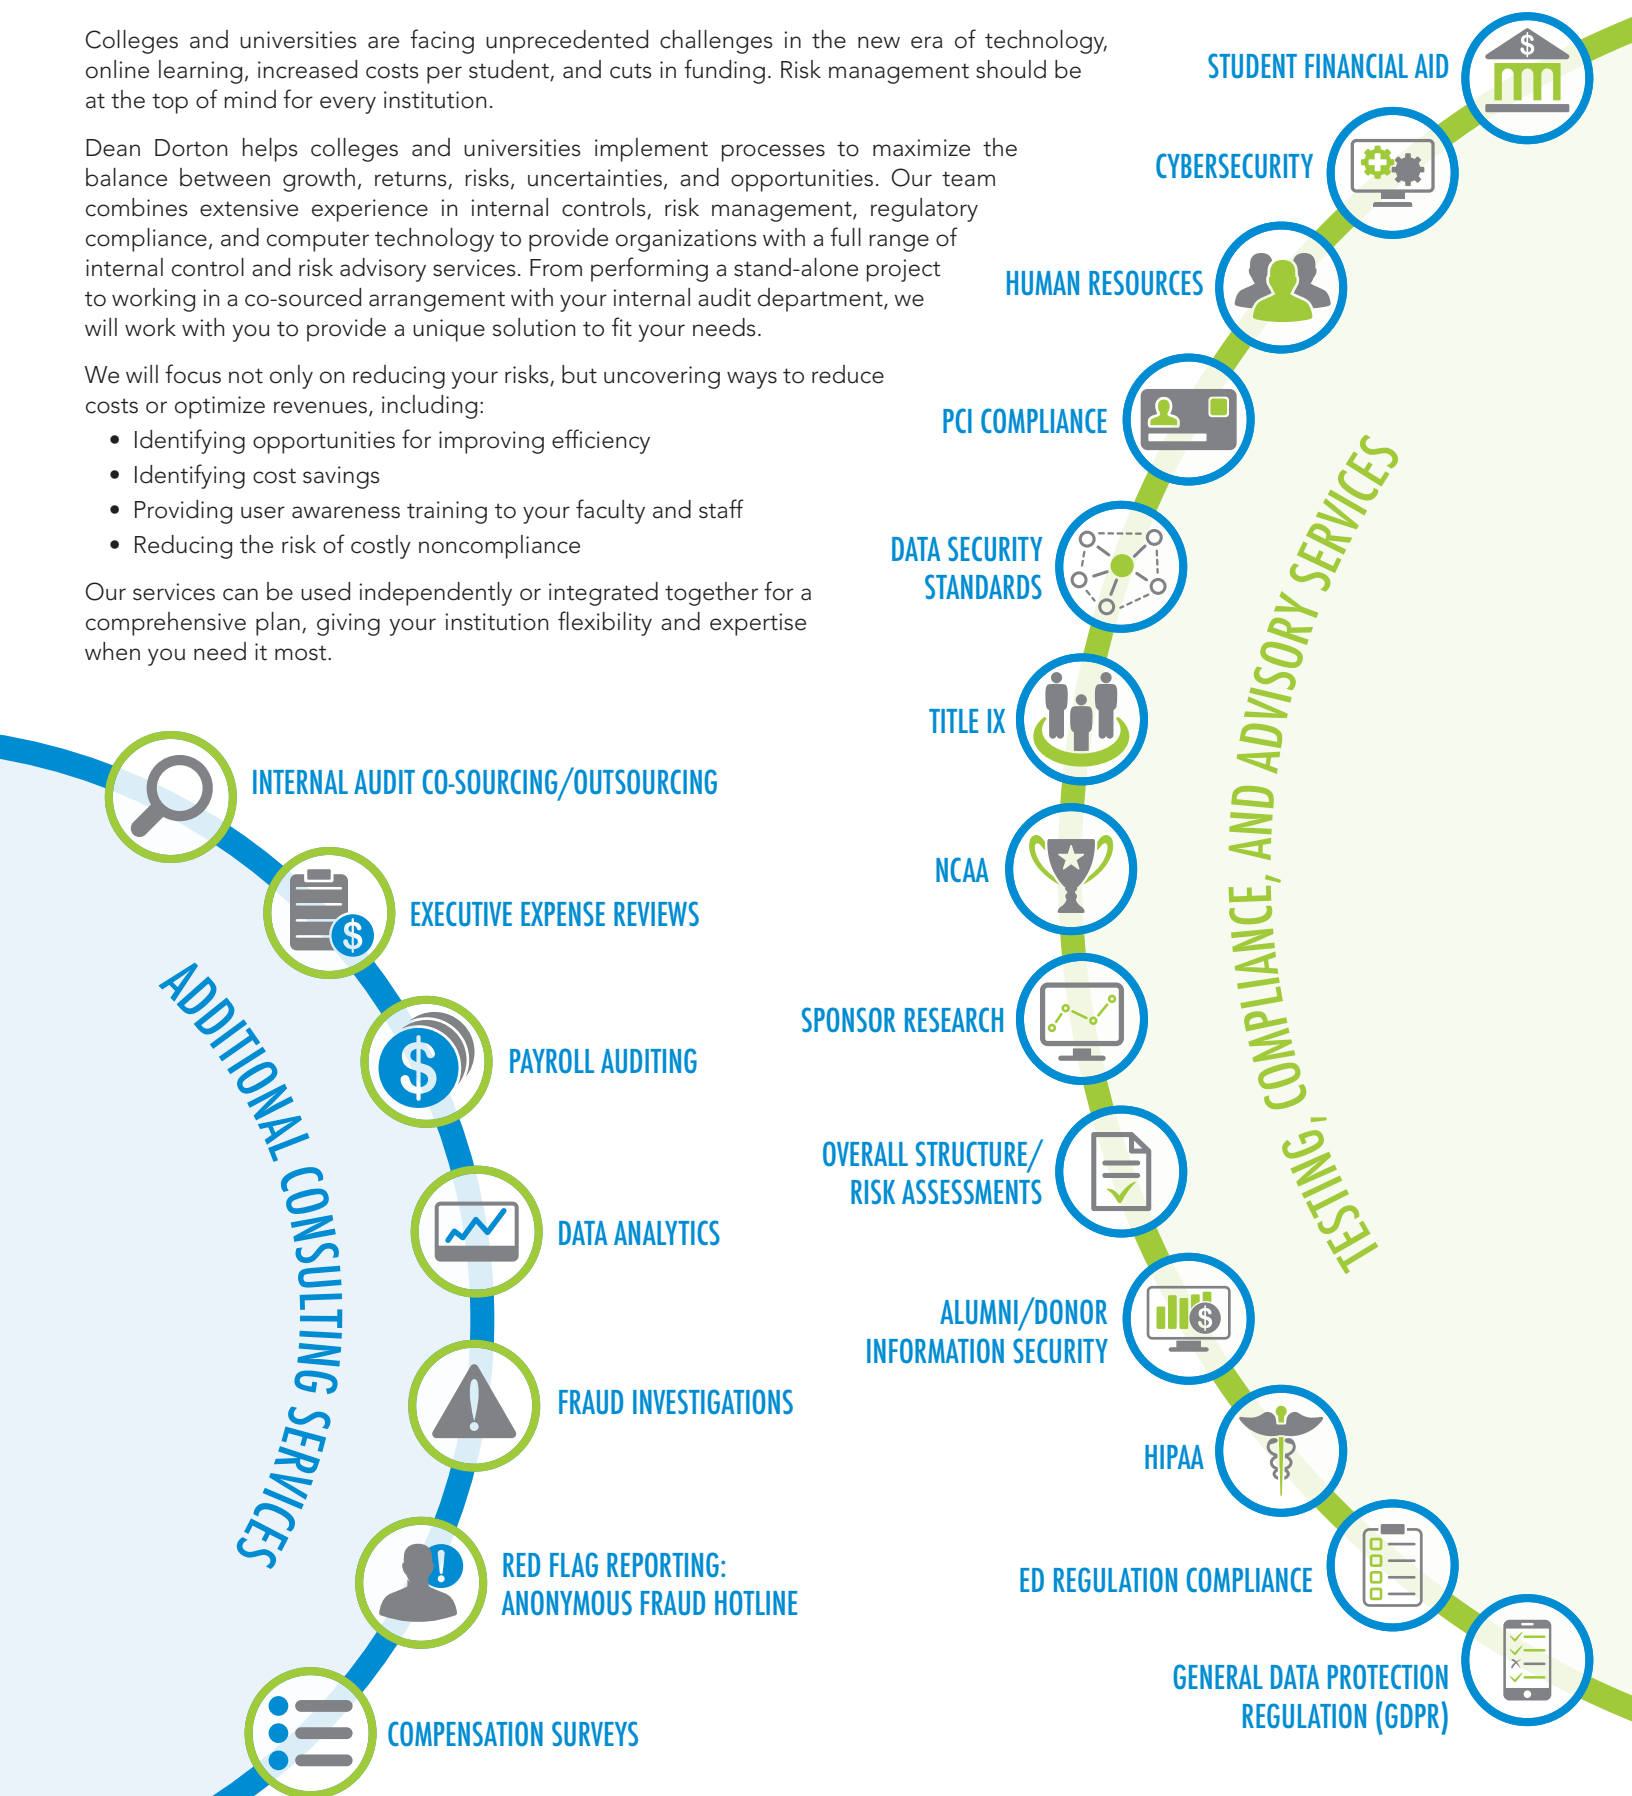 Colleges and universities are facing unprecedented challenges in the new era of technology,
online learning, increased costs per student, and cuts in funding. Risk management should be
at the top of mind for every institution.
Dean Dorton helps colleges and universities implement processes to maximize the
balance between growth, returns, risks, uncertainties, and opportunities. Our team
combines extensive experience in internal controls, risk management, regulatory
compliance, and computer technology to provide organizations with a full range of
internal control and risk advisory services. From performing a stand-alone project
to working in a co-sourced arrangement with your internal audit department, we
will work with you to provide a unique solution to fit your needs.
We will focus not only on reducing your risks, but uncovering ways to reduce
costs or optimize revenues, including:
• Identifying opportunities for improving efficiency
• Identifying cost savings
• Providing user awareness training to your faculty and staff
• Reducing the risk of costly noncompliance
Our services can be used independently or integrated together for a
comprehensive plan, giving your institution flexibility and expertise
when you need it most.
ADDITIONAL CONSULTING SERVICES
INTERNAL AUDIT CO-SOURCING/OUTSOURCING
EXECUTIVE EXPENSE REVIEWS
$
PAYROLL AUDITING
$
DATA ANALYTICS
FRAUD INVESTIGATIONS
!
RED FLAG REPORTING:
ANONYMOUS FRAUD HOTLINE
!
COMPENSATION SURVEYS
TESTING, COMPLIANCE, AND ADVISORY SERVICES
STUDENT FINANCIAL AID
$
CYBERSECURITY
HUMAN RESOURCES
PCI COMPLIANCE
DATA SECURITY
STANDARDS
TITLE IX
NCAA
SPONSOR RESEARCH
OVERALL STRUCTURE/
RISK ASSESSMENTS
ALUMNI/DONOR
INFORMATION SECURITY
$
HIPAA
ED REGULATION COMPLIANCE
GENERAL DATA PROTECTION
REGULATION (GDPR)